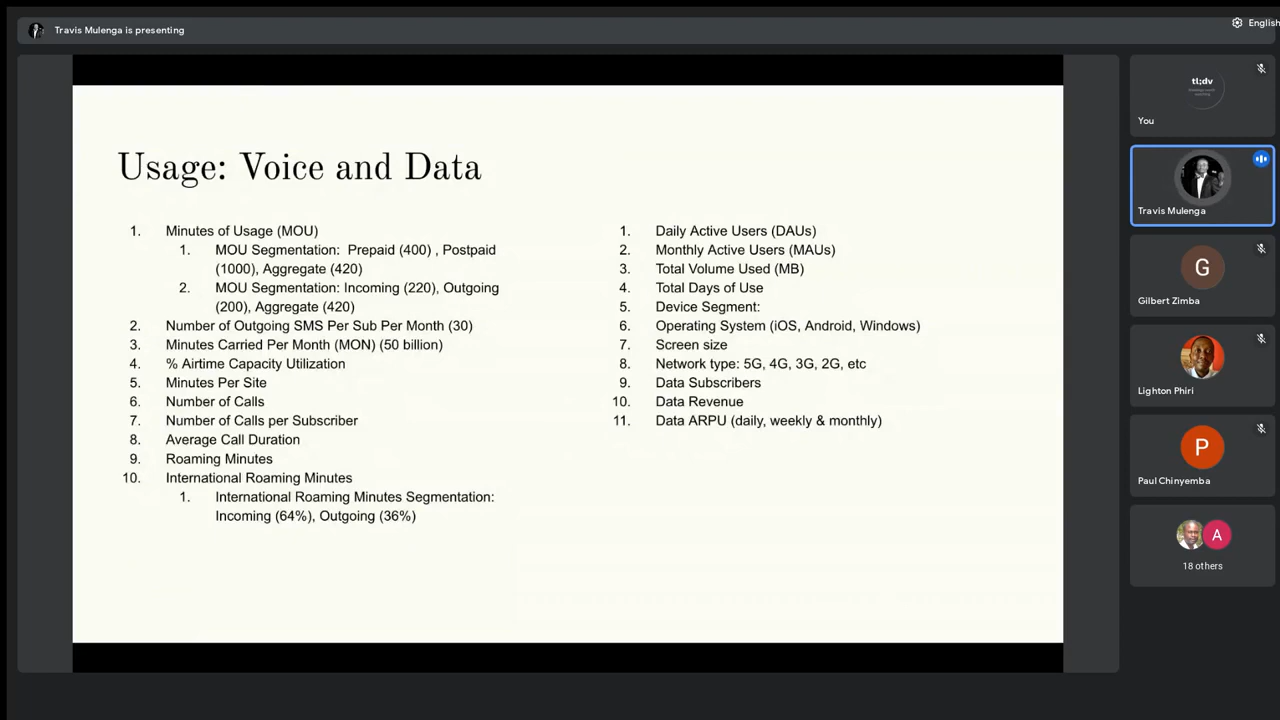 Travis Mulenga is presenting
English
Usage: Voice and Data
1. Minutes of Usage (MOU)
1. MOU Segmentation: Prepaid (400) , Postpaid
(1000), Aggregate (420)
2. MOU Segmentation: Incoming (220), Outgoing
(200), Aggregate (420)
2. Number of Outgoing SMS Per Sub Per Month (30)
3. Minutes Carried Per Month (MON) (50 billion)
4. % Airtime Capacity Utilization
5. Minutes Per Site
6. Number of Calls
7. Number of Calls per Subscriber
8. Average Call Duration
9. Roaming Minutes
10. International Roaming Minutes
1. International Roaming Minutes Segmentation:
Incoming (64%), Outgoing (36%)
1. Daily Active Users (DAUs)
2. Monthly Active Users (MAUs)
3. Total Volume Used (MB)
4. Total Days of Use
5. Device Segment:
6. Operating System (iOS, Android, Windows)
7. Screen size
8. Network type: 5G, 4G, 3G, 2G, etc
9. Data Subscribers
10. Data Revenue
11. Data ARPU (daily, weekly & monthly)
tl;dv
You
Travis Mulenga
G
Gilbert Zimba
Lighton Phiri
P
Paul Chinyemba
A
18 others